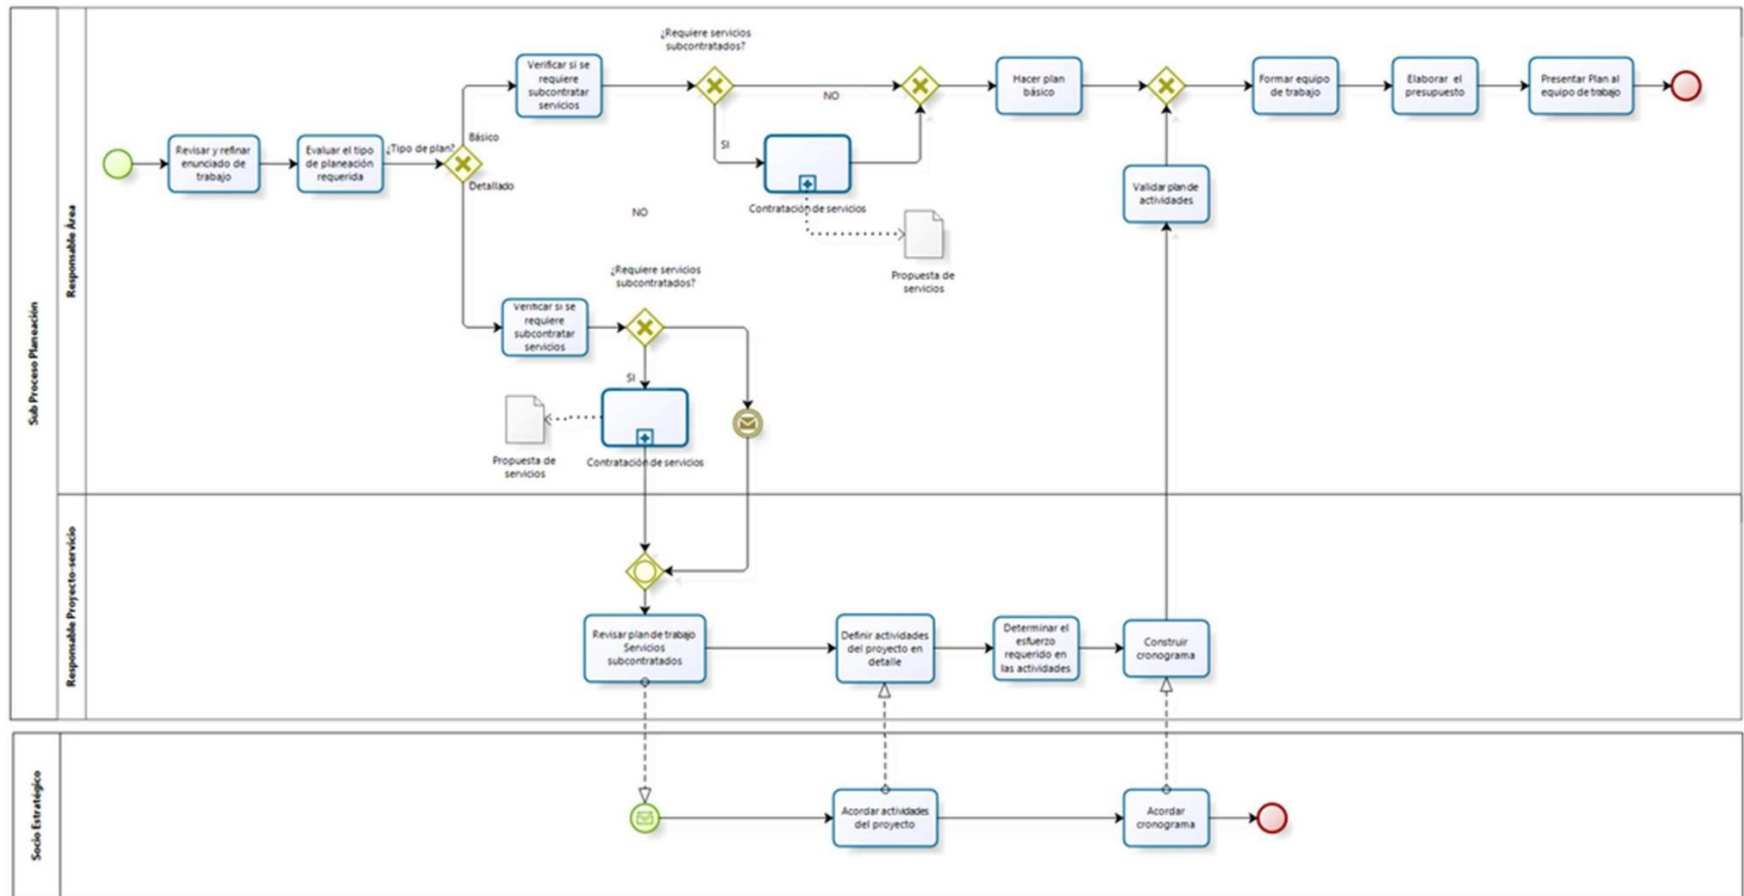 Sub Proceso Planeación
Responsable Área
¿Requiere servicios
subcontratados?
Verificar si se
requiere
subcontratar
servicios
NO
SI
Hacer plan
básico
Formar equipo
de trabajo
Elaborar el
presupuesto
Presentar Plan al
equipo de trabajo
Revisar y refinar
enunciado de
trabajo
Evaluar el tipo
de planeación
requerida
¿Tipo de plan?
Básico
Detallado
Contratación de servicios
Propuesta de
servicios
Validar plan de
actividades
NO
¿Requiere servicios
subcontratados?
Verificar si se
requiere
subcontratar
servicios
SI
Propuesta de
servicios
Contratación de servicios
Responsable Proyecto-servicio
Revisar plan de trabajo
Servicios
subcontratados
Definir actividades
del proyecto en
detalle
Determinar el
esfuerzo
requerido en
las actividades
Construir
cronograma
Socio Estratégico
Acordar actividades
del proyecto
Acordar
cronograma